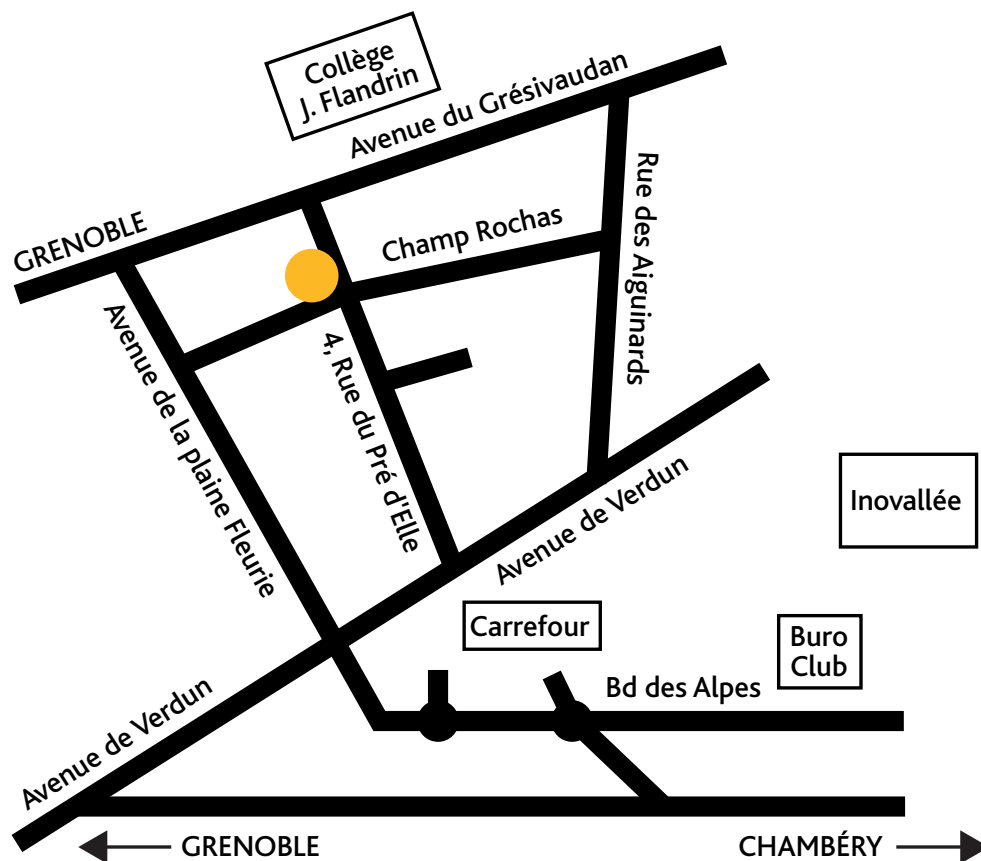 Collège
J. Flandrin
Avenue du Grésivaudan
GRENOBLE
Champ Rochas
Rue des Aiguinards
Avenue de la plaine Fleurie
4, Rue du Pré d'Elle
Avenue de Verdun
Inovallée
Carrefour
Buro
Club
Bd des Alpes
Avenue de Verdun
GRENOBLE
CHAMBÉRY